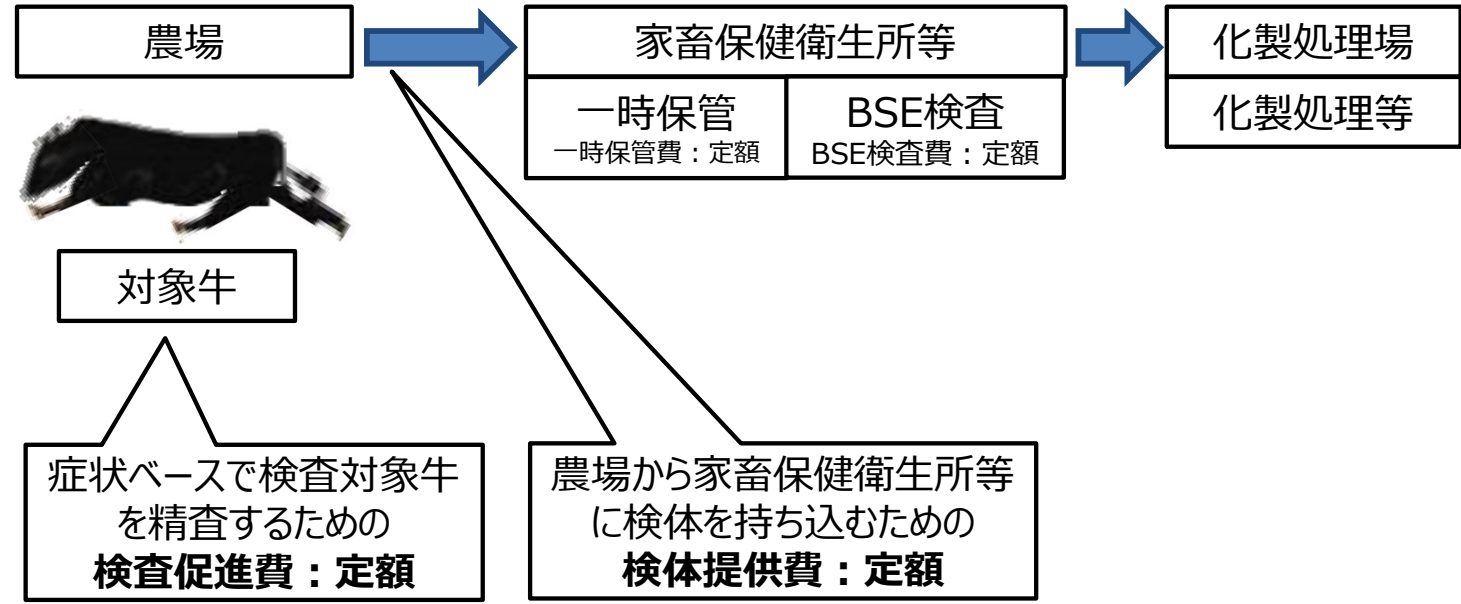 農場
家畜保健衛生所等
化製処理場
一時保管
一時保管費：定額
BSE検査
BSE検査費：定額
化製処理等
対象牛
症状ベースで検査対象牛
を精査するための
検査促進費：定額
農場から家畜保健衛生所等
に検体を持ち込むための
検体提供費：定額